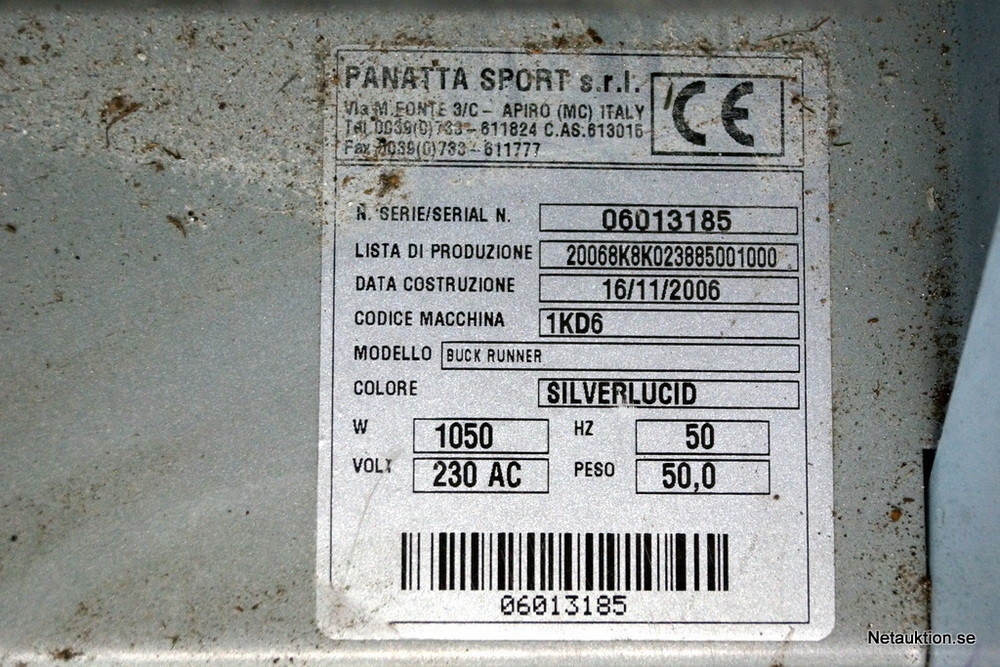 PANATTA SPORT s.r.l.
Via M.FONTE 3/C - APIRO (MC) ITALY
Tel. 0039(0)733 - 611824 C.AS.613015
Fax 0039(0)733 - 611777
CE
N. SERIE/SERIAL N. 06013185
LISTA DI PRODUZIONE 20068K8K023885001000
DATA COSTRUZIONE 16/11/2006
CODICE MACCHINA 1KD6
MODELLO BUCK RUNNER
COLORE SILVERLUCID
W 1050 HZ 50
VOLT 230 AC PESO 50,0
06013185
Netauktion.se